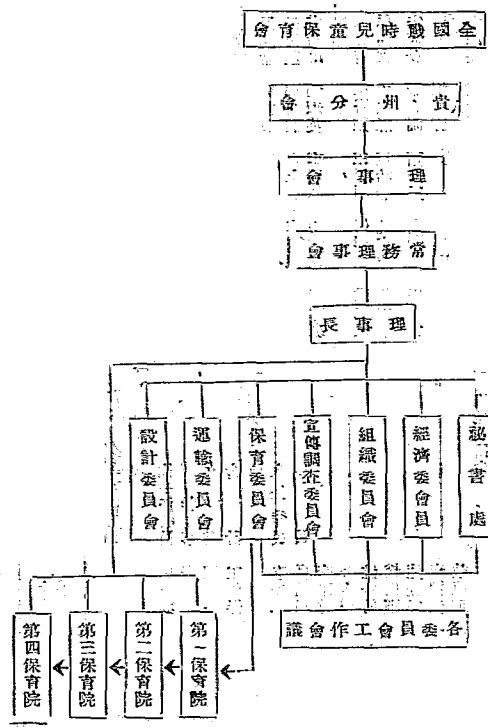 全國戰時兒童保育會
貴州分會
理事會
常務理事會
理事長
秘書處
經濟委會員
組織委員會
宣傳調查委員會
保育委員會
運輸委員會
設計委員會
各委員會工作會議
第一保育院
第二保育院
第三保育院
第四保育院